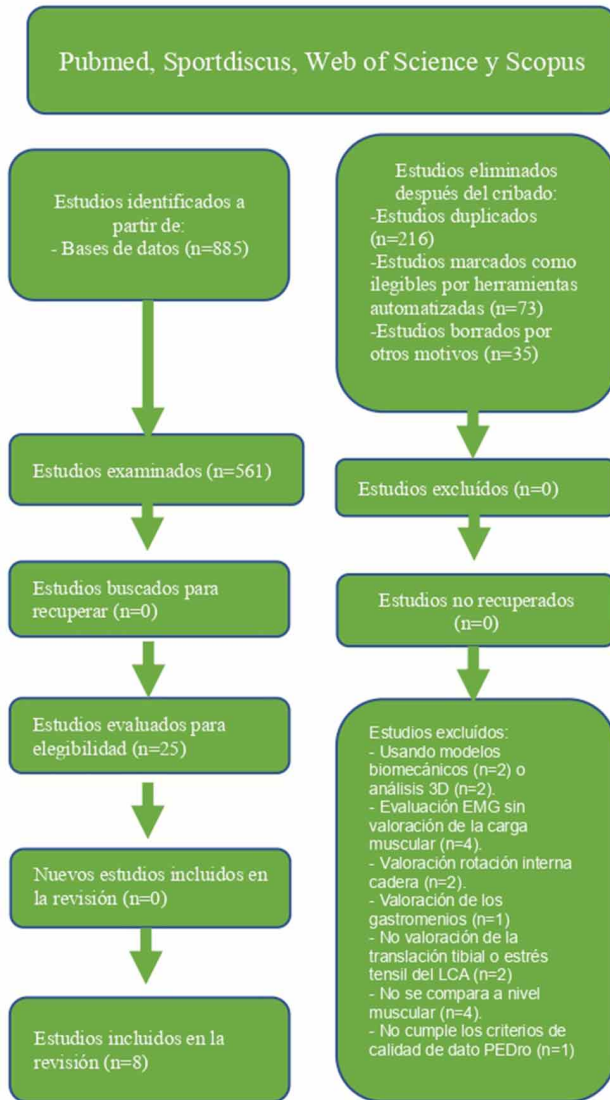 Pubmed, Sportdiscus, Web of Science y Scopus
Estudios identificados a
partir de:
- Bases de datos (n=885)
Estudios eliminados
después del cribado:
-Estudios duplicados
(n=216)
-Estudios marcados como
ilegibles por herramientas
automatizadas (n=73)
-Estudios borrados por
otros motivos (n=35)
Estudios examinados (n=561)
Estudios excluídos (n=0)
Estudios buscados para
recuperar (n=0)
Estudios no recuperados
(n=0)
Estudios evaluados para
elegibilidad (n=25)
Estudios excluídos:
- Usando modelos
biomecánicos (n=2) o
análisis 3D (n=2).
- Evaluación EMG sin
valoración de la carga
muscular (n=4).
- Valoración rotación interna
cadera (n=2).
- Valoración de los
gastromenios (n=1)
- No valoración de la
translación tibial o estrés
tensil del LCA (n=2)
- No se compara a nivel
muscular (n=4).
- No cumple los criterios de
calidad de dato PEDro (n=1)
Nuevos estudios incluidos en
la revisión (n=0)
Estudios incluidos en la
revisión (n=8)